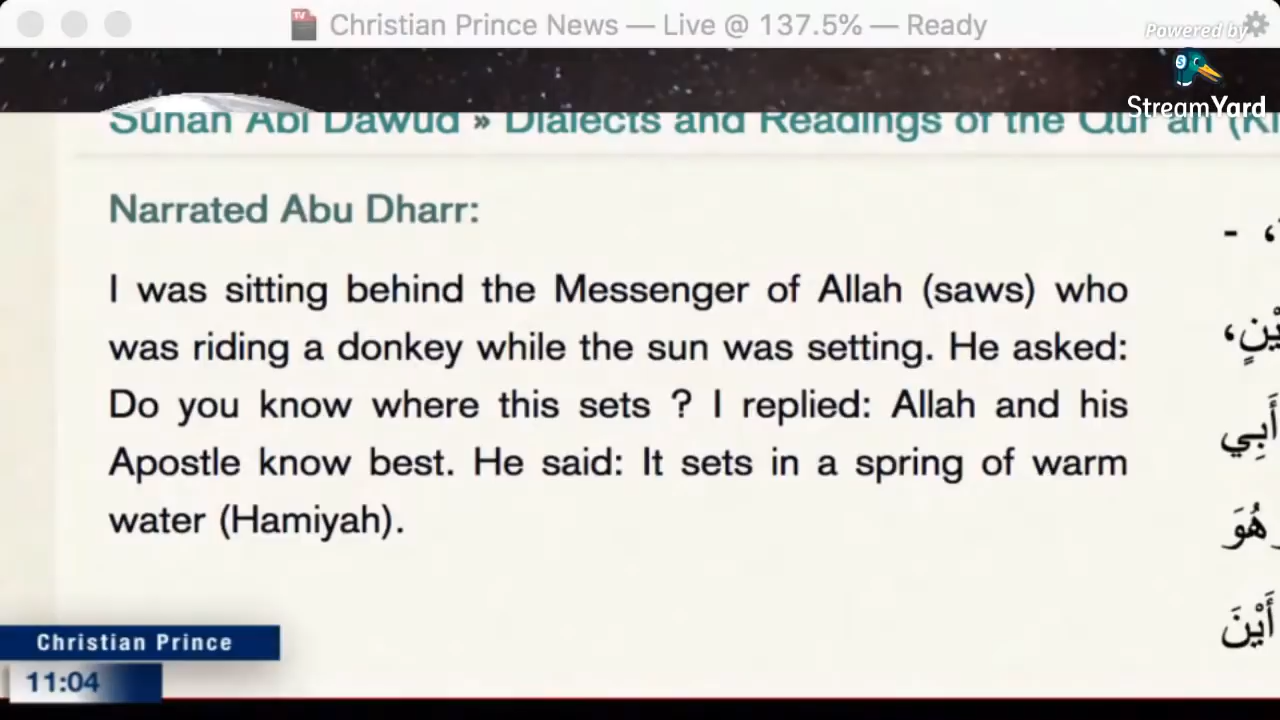 Christian Prince News — Live @ 137.5% — Ready
Powered by
StreamYard
Sunan Abi Dawud » Dialects and Readings of the Qur'an
Narrated Abu Dharr:
I was sitting behind the Messenger of Allah (saws) who
was riding a donkey while the sun was setting. He asked:
Do you know where this sets ? I replied: Allah and his
Apostle know best. He said: It sets in a spring of warm
water (Hamiyah).
أَبِي
هُوَ
أَيْنَ
Christian Prince
11:04